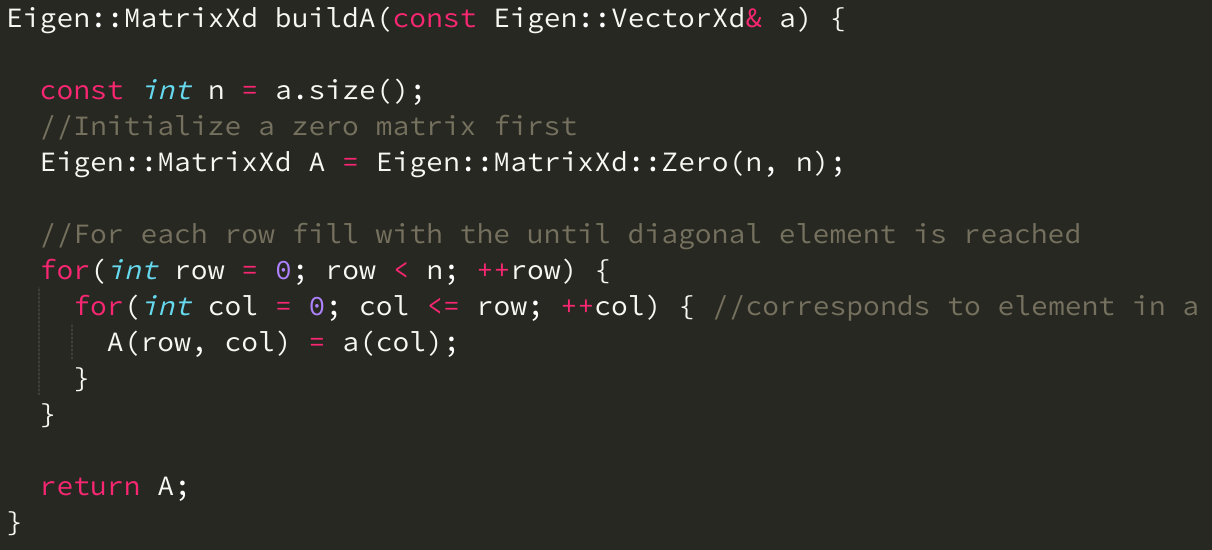 Eigen::MatrixXd buildA(const Eigen::VectorXd& a) {
const int n = a.size();
//Initialize a zero matrix first
Eigen::MatrixXd A = Eigen::MatrixXd::Zero(n, n);
//For each row fill with the until diagonal element is reached
for(int row = 0; row < n; ++row) {
for(int col = 0; col <= row; ++col) { //corresponds to element in a
A(row, col) = a(col);
}
}
return A;
}